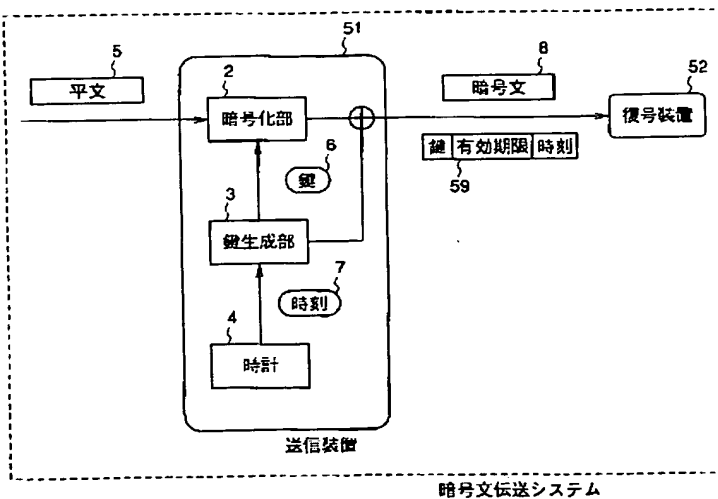 51
5
平文
2
暗号化部
8
暗号文
52
復号装置
鍵 有効期限 時刻
59
6
鍵
3
鍵生成部
7
時刻
4
時計
送信装置
暗号文伝送システム